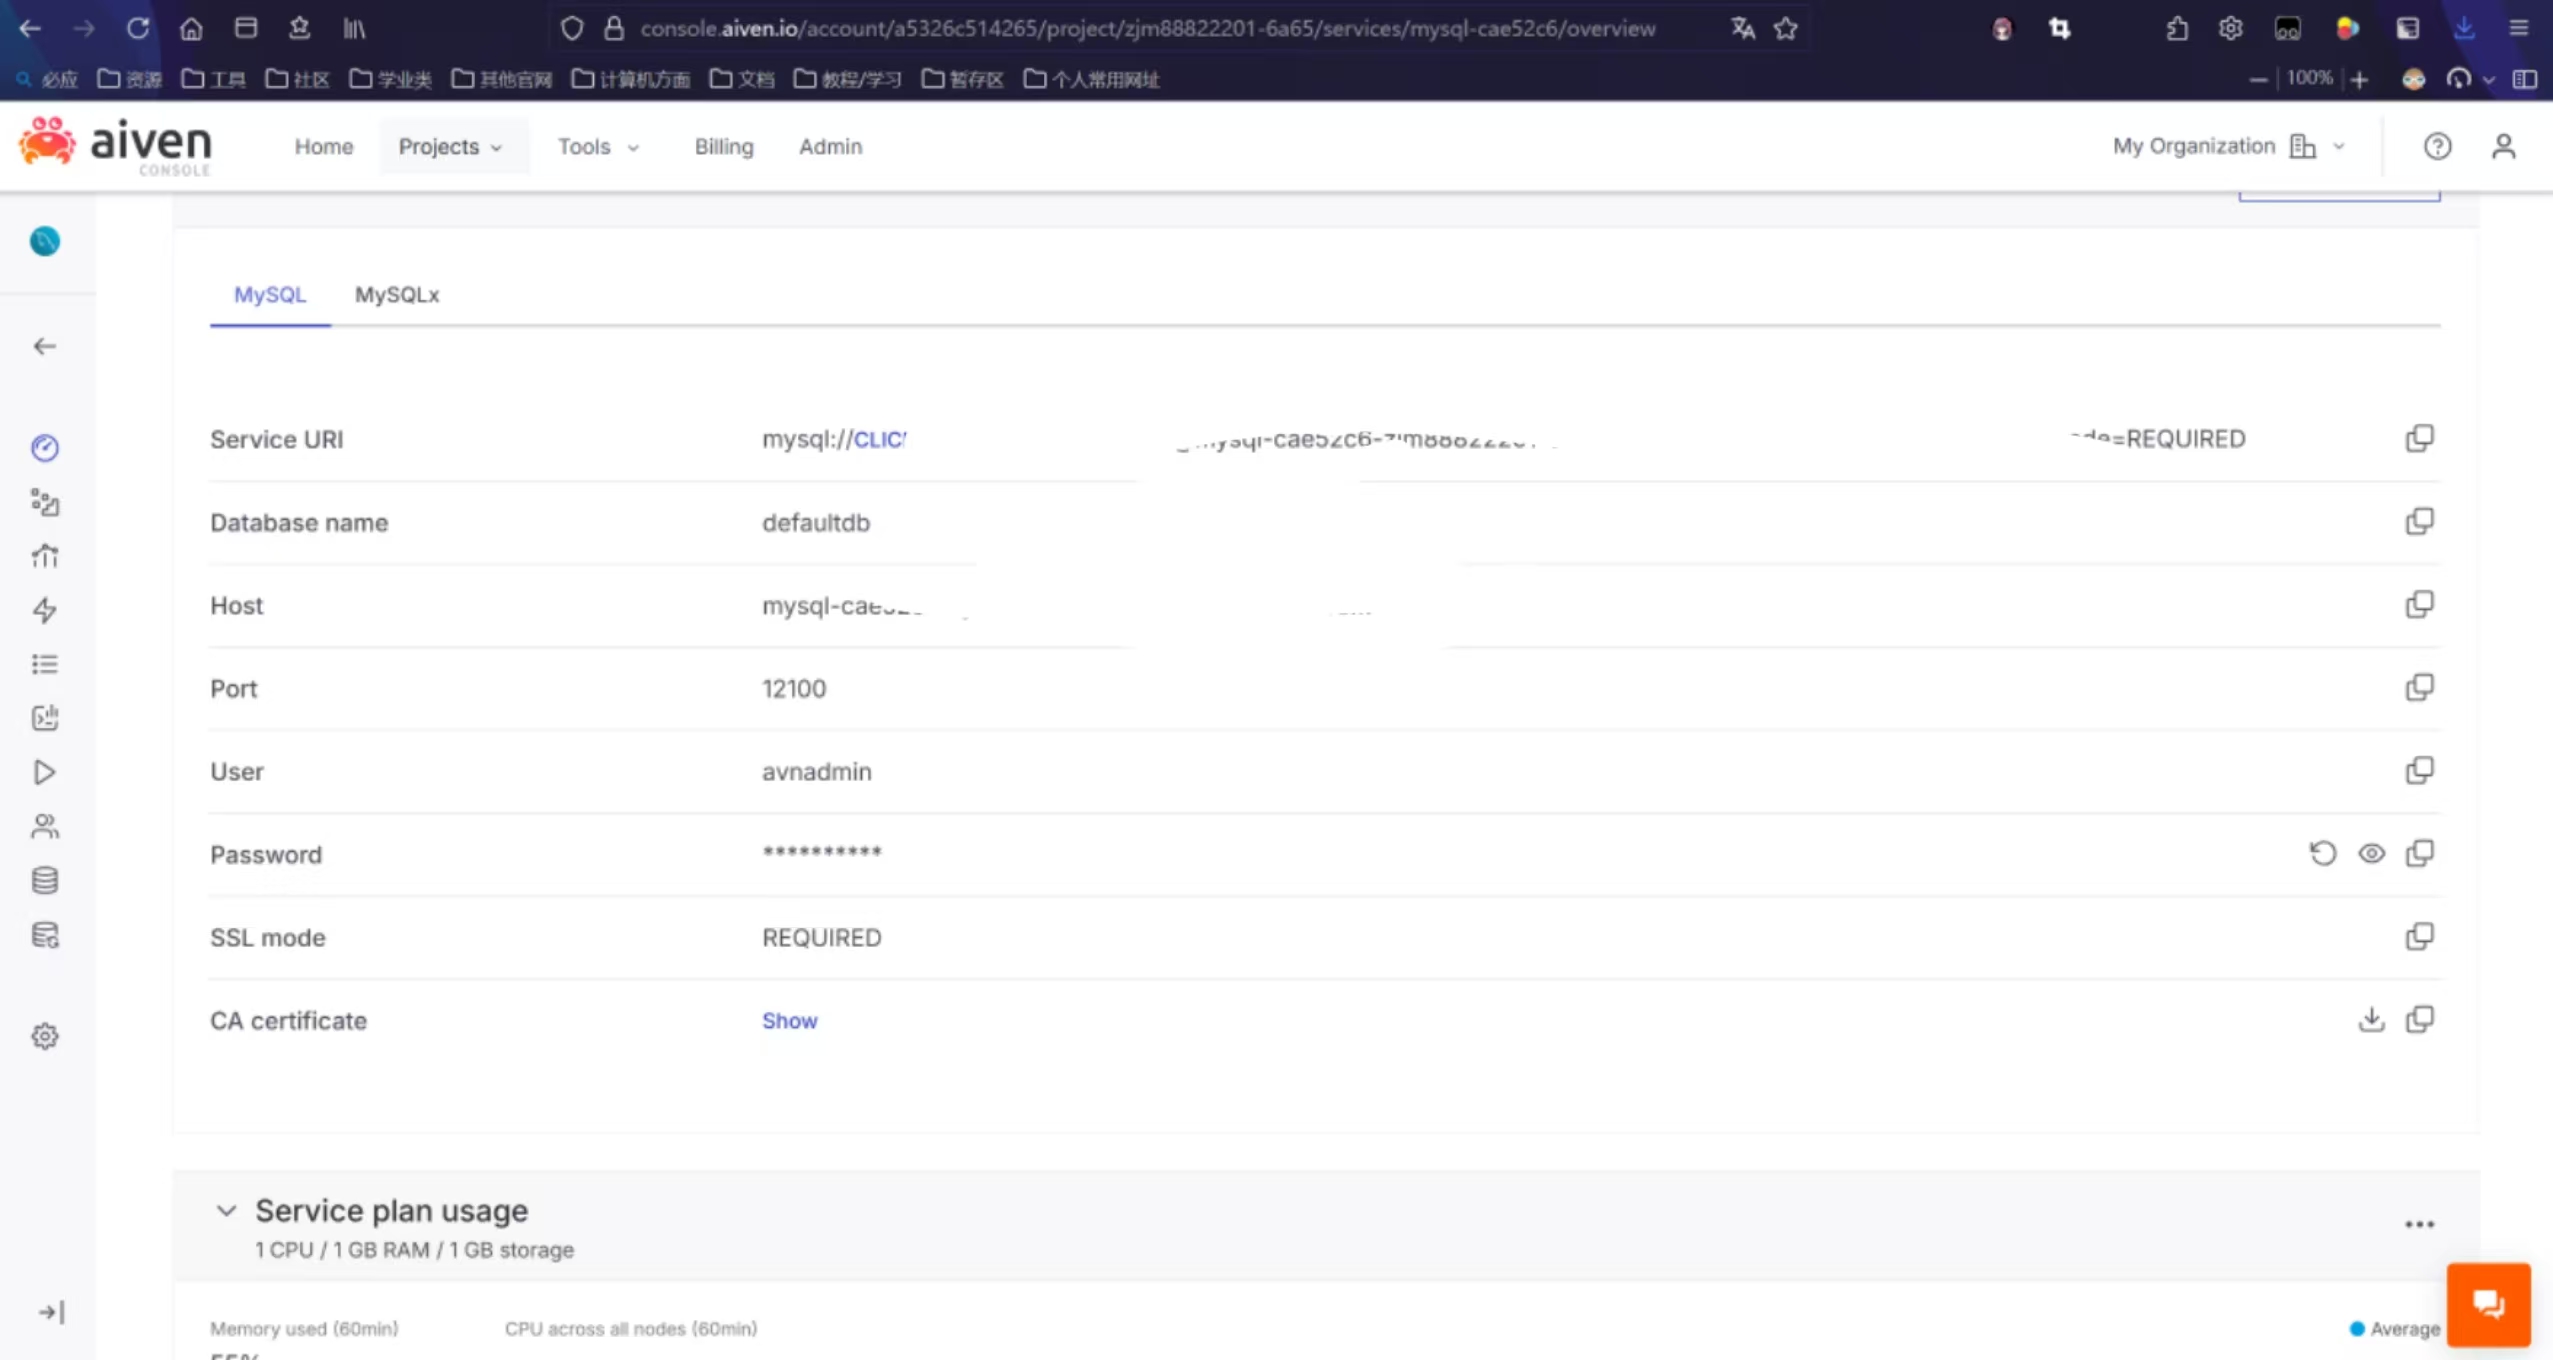 console.aiven.io/account/a5326c514265/project/zjm88822201-6a65/services/mysql-cae52c6/overview
必应 资源 工具 社区 学业类 其他官网 计算机方面 文档 教程/学习 暂存区 个人常用网址 100%
aiven Home Projects Tools Billing Admin My Organization
CONSOLE
MySQL MySQLx
Service URI mysql://CLIC =REQUIRED
Database name defaultdb
Host mysql-cae
Port 12100
User avnadmin
Password **********
SSL mode REQUIRED
CA certificate Show
Service plan usage
1 CPU / 1 GB RAM / 1 GB storage
Memory used (60min) CPU across all nodes (60min) Average